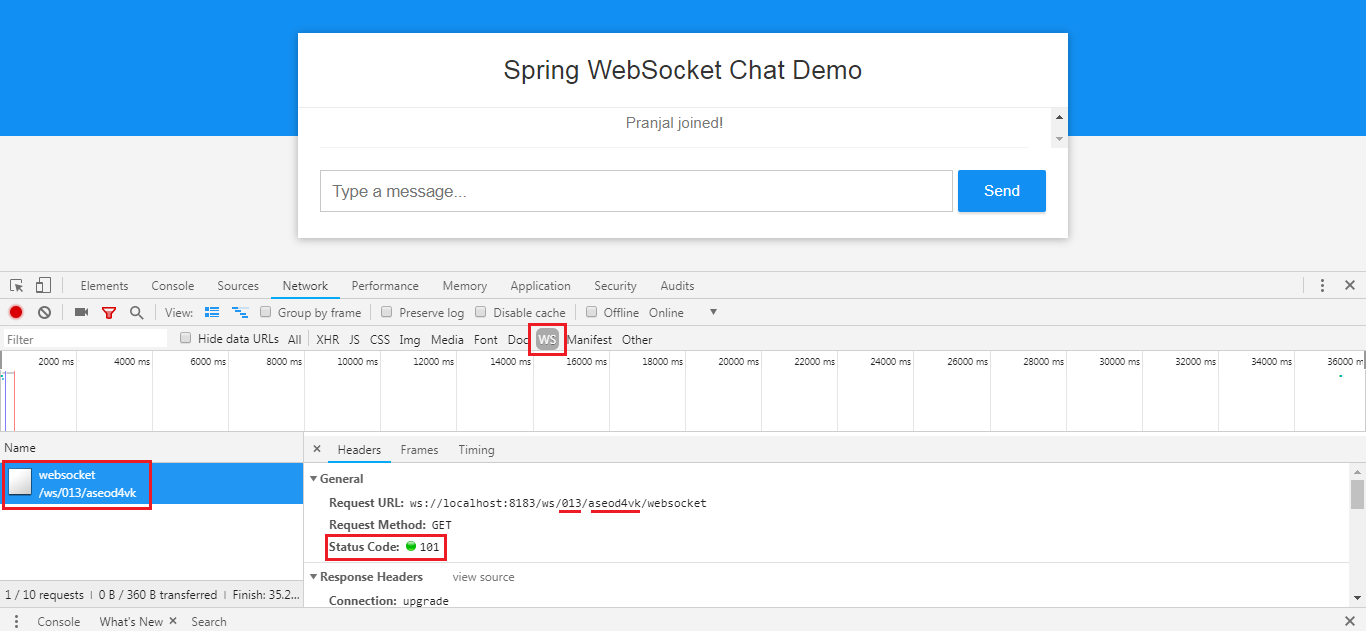 Spring WebSocket Chat Demo
Pranjal joined!
Type a message...
Send
Elements Console Sources Network Performance Memory Application Security Audits
View: Group by frame Preserve log Disable cache Offline Online
Filter Hide data URLs All XHR JS CSS Img Media Font Doc WS Manifest Other
2000 ms 4000 ms 6000 ms 8000 ms 10000 ms 12000 ms 14000 ms 16000 ms 18000 ms 20000 ms 22000 ms 24000 ms 26000 ms 28000 ms 30000 ms 32000 ms 34000 ms 36000 m
Name
websocket
/ws/013/aseod4vk
Headers Frames Timing
General
Request URL: ws://localhost:8183/ws/013/aseod4vk/websocket
Request Method: GET
Status Code: 101
Response Headers view source
Connection: upgrade
1 / 10 requests | 0 B / 360 B transferred | Finish: 35.2...
Console What's New Search